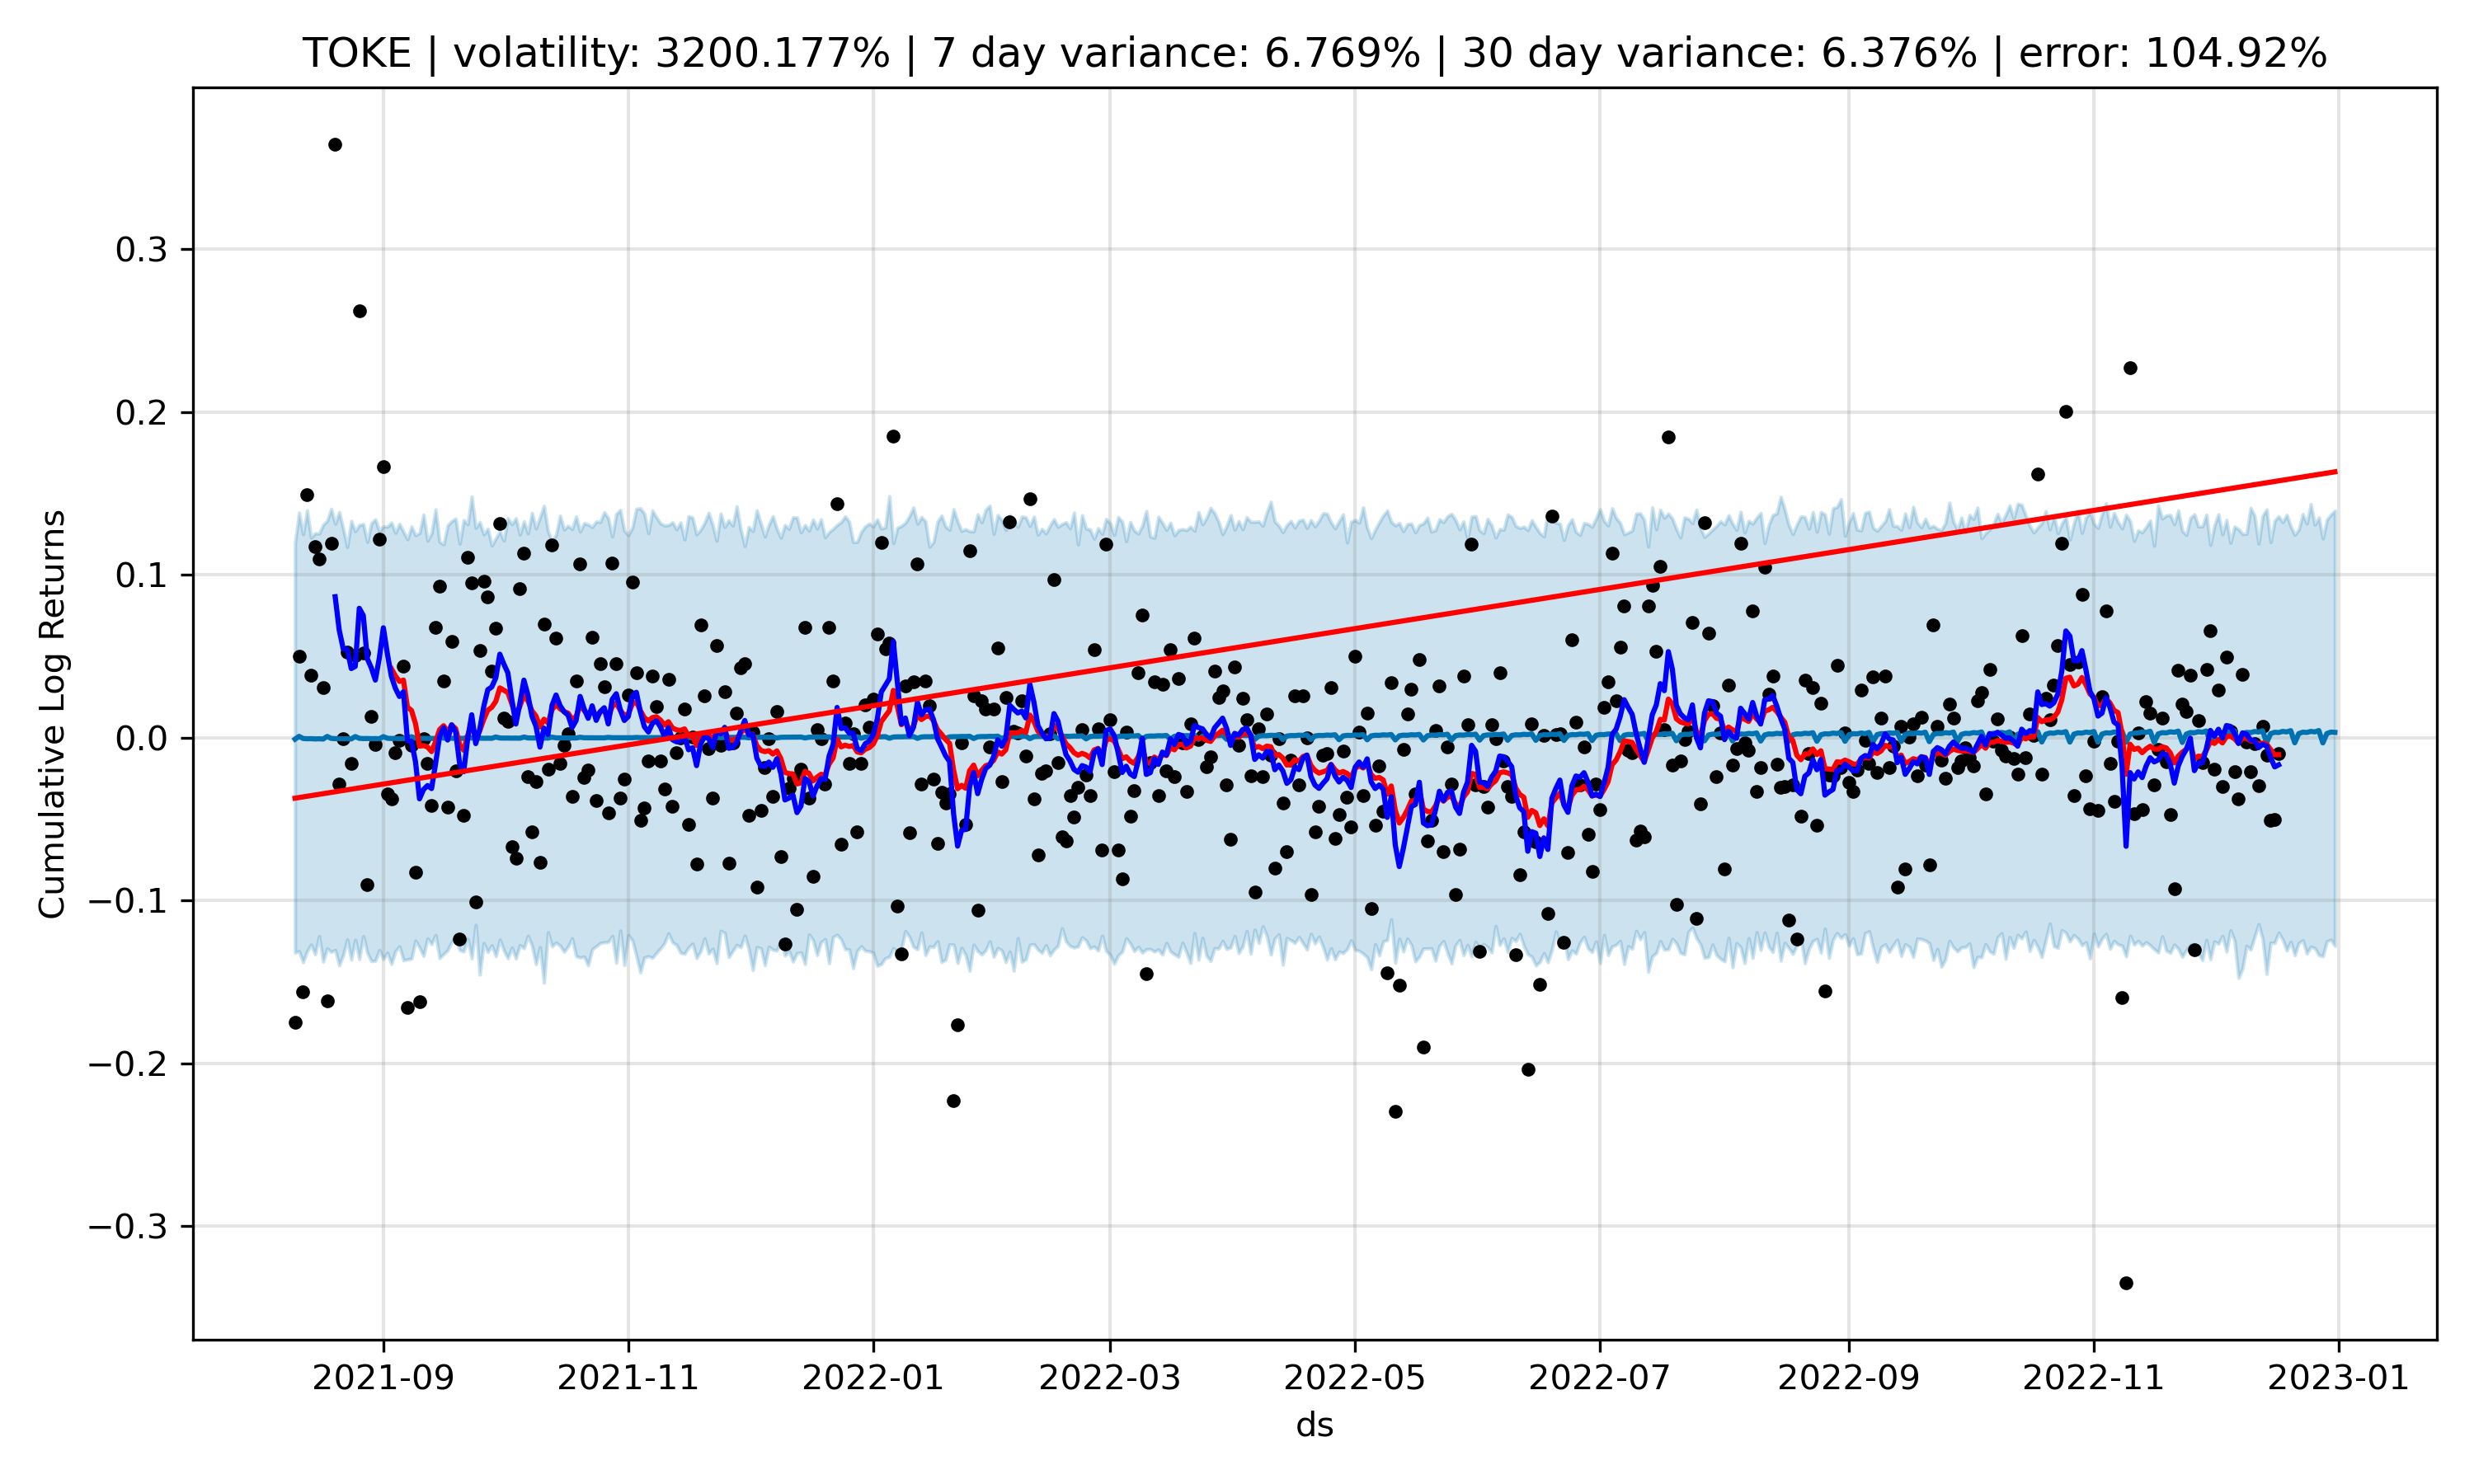 TOKE | volatility: 3200.177% | 7 day variance: 6.769% | 30 day variance: 6.376% | error: 104.92%
Cumulative Log Returns
0.3
0.2
0.1
0.0
−0.1
−0.2
−0.3
2021-09 2021-11 2022-01 2022-03 2022-05 2022-07 2022-09 2022-11 2023-01
ds